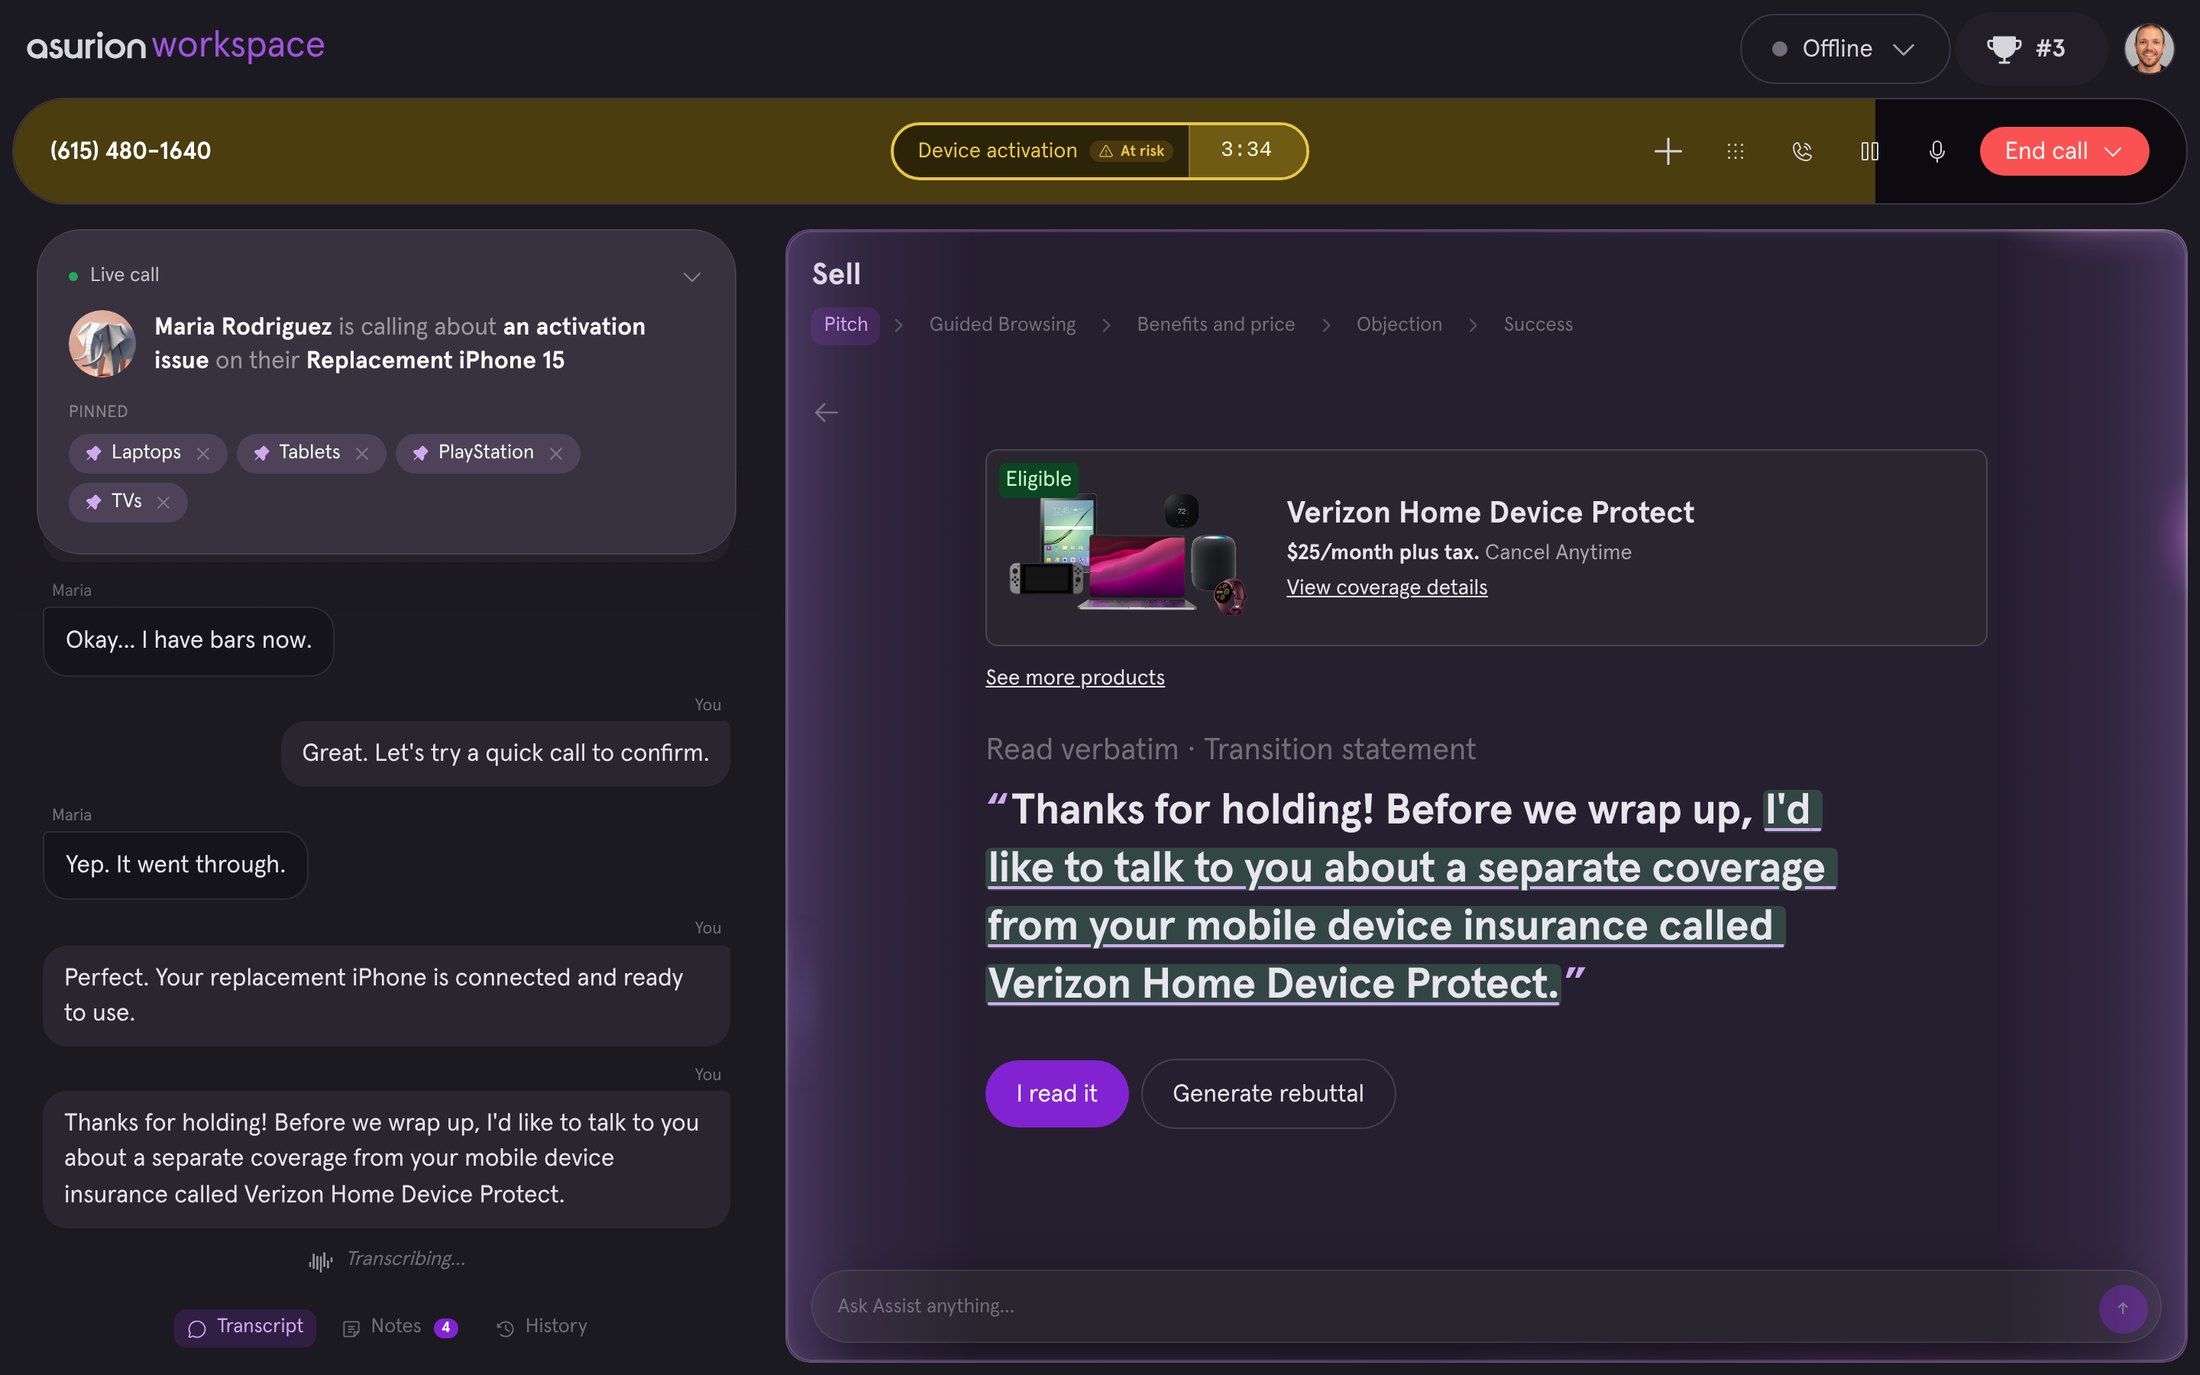 asurion workspace
Offline
#3
(615) 480-1640
Device activation
At risk
3:34
End call
Live call
Maria Rodriguez is calling about an activation
issue on their Replacement iPhone 15
PINNED
Laptops
Tablets
PlayStation
TVs
Maria
Okay... I have bars now.
You
Great. Let's try a quick call to confirm.
Maria
Yep. It went through.
You
Perfect. Your replacement iPhone is connected and ready
to use.
You
Thanks for holding! Before we wrap up, I'd like to talk to you
about a separate coverage from your mobile device
insurance called Verizon Home Device Protect.
Transcribing...
Transcript
Notes
4
History
Sell
Pitch
Guided Browsing
Benefits and price
Objection
Success
Eligible
72
Verizon Home Device Protect
$25/month plus tax. Cancel Anytime
View coverage details
See more products
Read verbatim · Transition statement
“Thanks for holding! Before we wrap up, I'd
like to talk to you about a separate coverage
from your mobile device insurance called
Verizon Home Device Protect.”
I read it
Generate rebuttal
Ask Assist anything...